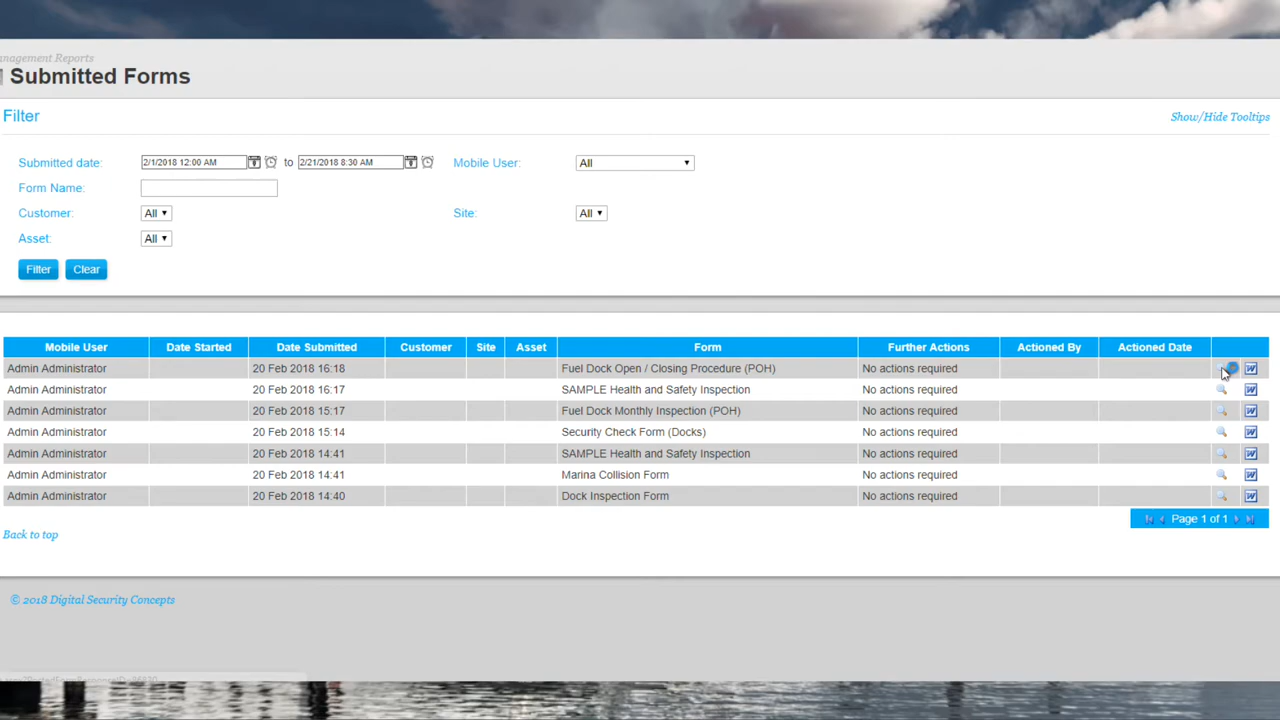 nagement Reports
Submitted Forms
Filter Show/Hide Tooltips
Submitted date: 2/1/2018 12:00 AM to 2/21/2018 8:30 AM Mobile User: All
Form Name:
Customer: All Site: All
Asset: All
Filter Clear
Mobile User Date Started Date Submitted Customer Site Asset Form Further Actions Actioned By Actioned Date
Admin Administrator 20 Feb 2018 16:18 Fuel Dock Open / Closing Procedure (POH) No actions required
Admin Administrator 20 Feb 2018 16:17 SAMPLE Health and Safety Inspection No actions required
Admin Administrator 20 Feb 2018 15:17 Fuel Dock Monthly Inspection (POH) No actions required
Admin Administrator 20 Feb 2018 15:14 Security Check Form (Docks) No actions required
Admin Administrator 20 Feb 2018 14:41 SAMPLE Health and Safety Inspection No actions required
Admin Administrator 20 Feb 2018 14:41 Marina Collision Form No actions required
Admin Administrator 20 Feb 2018 14:40 Dock Inspection Form No actions required
Page 1 of 1
Back to top
© 2018 Digital Security Concepts